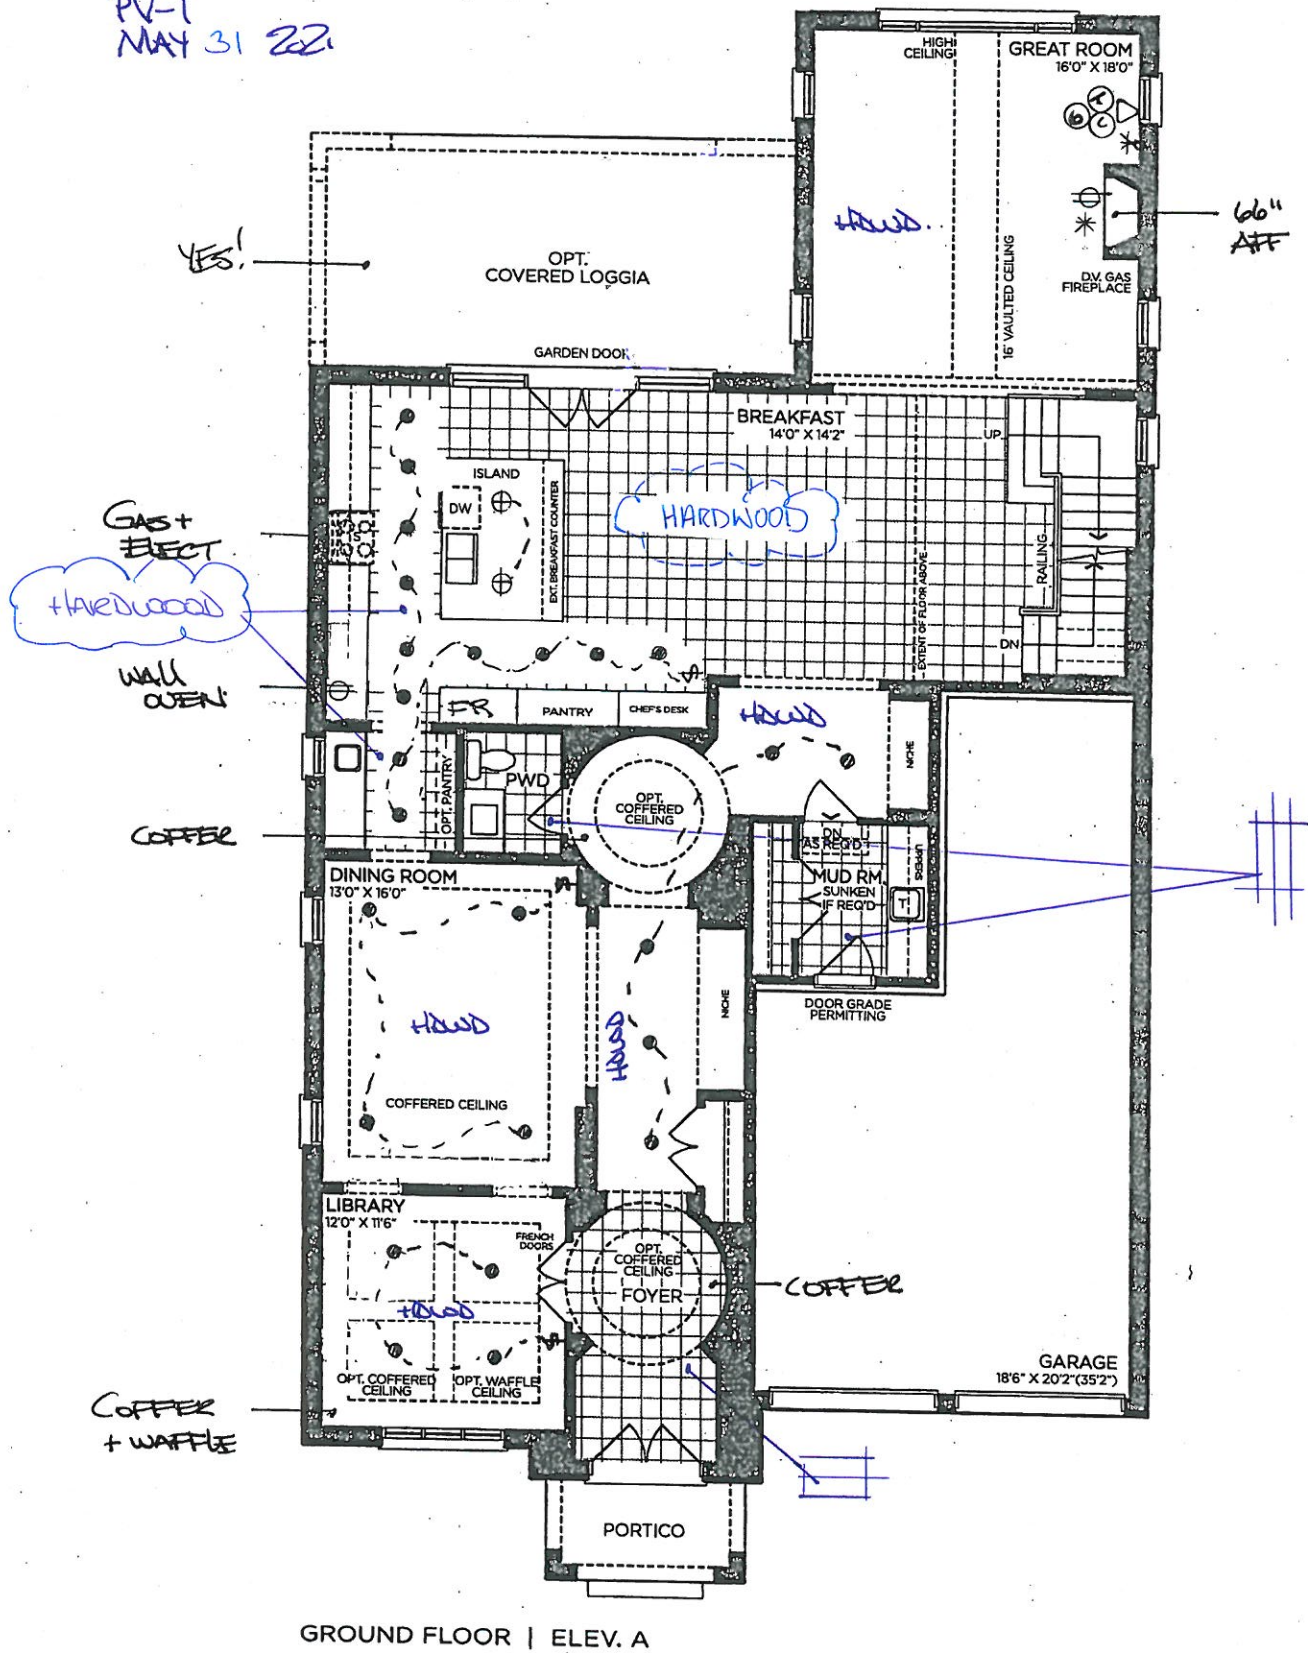 PV-1
MAY 31 2021
HIGH
CEILING
GREAT ROOM
16'0" X 18'0"
HDWD.
16' VAULTED CEILING
D.V. GAS
FIREPLACE
66"
AFF
YES!
OPT.
COVERED LOGGIA
GARDEN DOOR
BREAKFAST
14'0" X 14'2"
UP
ISLAND
DW
EXT. BREAKFAST COUNTER
HARDWOOD
EXTENT OF FLOOR ABOVE
RAILING
DN
GAS +
ELECT
S
HARDWOOD
WALL
OVEN
FR
PANTRY
CHEF'S DESK
HDWD
NICHE
OPT. PANTRY
PWD
OPT.
COFFERED
CEILING
COFFER
DN
AS REQ'D
MUD RM.
SUNKEN
IF REQ'D
UPPERS
T
DOOR GRADE
PERMITTING
DINING ROOM
13'0" X 16'0"
HDWD
COFFERED CEILING
HDWD
NICHE
LIBRARY
12'0" X 11'6"
FRENCH
DOORS
HDWD
OPT. COFFERED
CEILING
OPT. WAFFLE
CEILING
OPT.
COFFERED
CEILING
FOYER
COFFER
COFFER
+ WAFFLE
GARAGE
18'6" X 20'2"(35'2")
PORTICO
GROUND FLOOR | ELEV. A